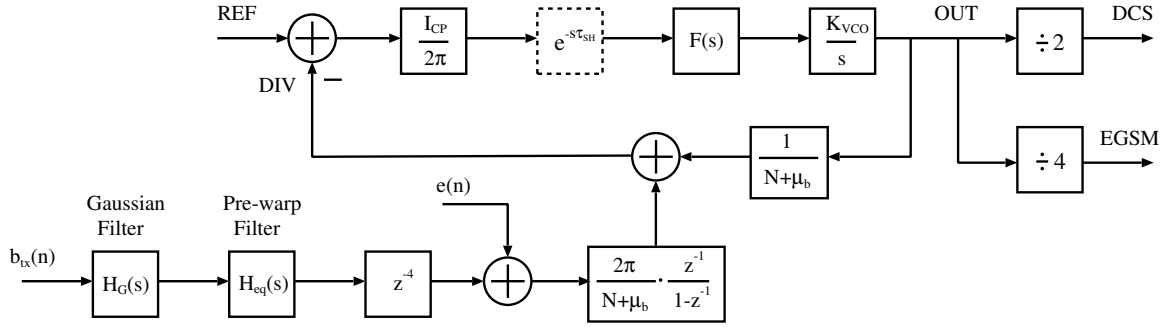 REF
I_CP
2π
e^-sτ_SH
F(s)
K_VCO
s
OUT
÷2
DCS
DIV
1
N+μ_b
÷4
EGSM
e(n)
Gaussian
Filter
Pre-warp
Filter
b_tx(n)
H_G(s)
H_eq(s)
z^-4
2π
N+μ_b
·
z^-1
1-z^-1